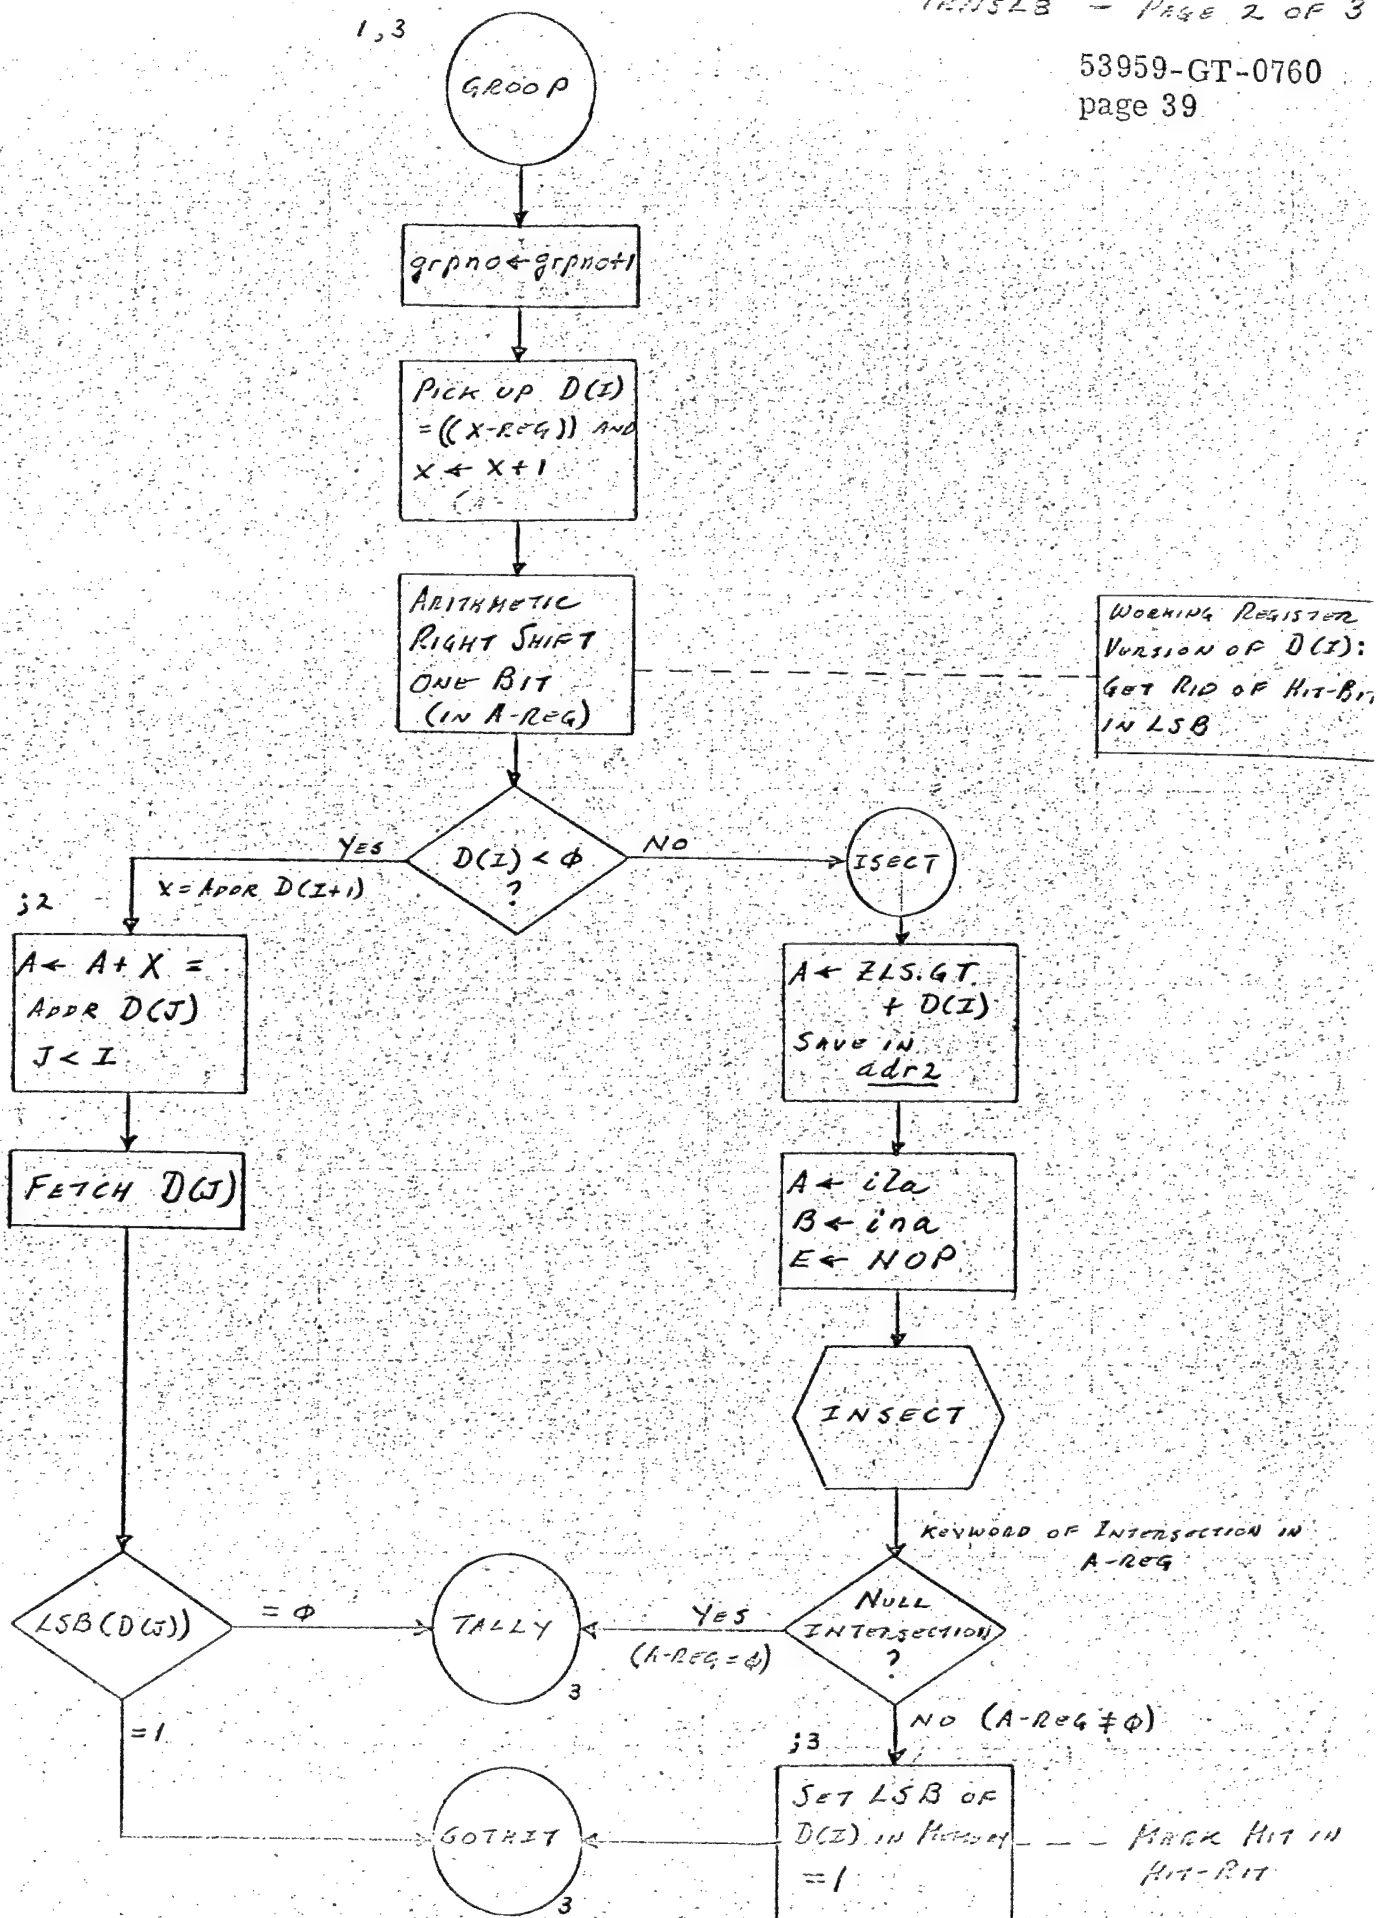 TRNSLB - PAGE 2 OF 3
53959-GT-0760
page 39
1,3
GROOP
grpno ← grpno+1
PICK UP D(I)
= ((X-REG)) AND
X ← X+1
ARITHMETIC
RIGHT SHIFT
ONE BIT
(IN A-REG)
WORKING REGISTER
VERSION OF D(I):
GET RID OF HIT-BIT
IN LSB
D(I) < φ
?
YES
X = ADDR D(I+1)
NO
ISECT
;2
A ← A + X =
ADDR D(J)
J < I
FETCH D(J)
A ← ZLS.GT.
+ D(I)
SAVE IN
adr2
A ← ila
B ← ina
E ← NOP
INSECT
KEYWORD OF INTERSECTION IN
A-REG
LSB(D(J))
= φ
TALLY
3
YES
(A-REG = φ)
NULL
INTERSECTION
?
=1
NO (A-REG ≠ φ)
;3
SET LSB OF
D(I) IN MEMORY
=1
GOTHIT
3
MARK HIT IN
HIT-BIT